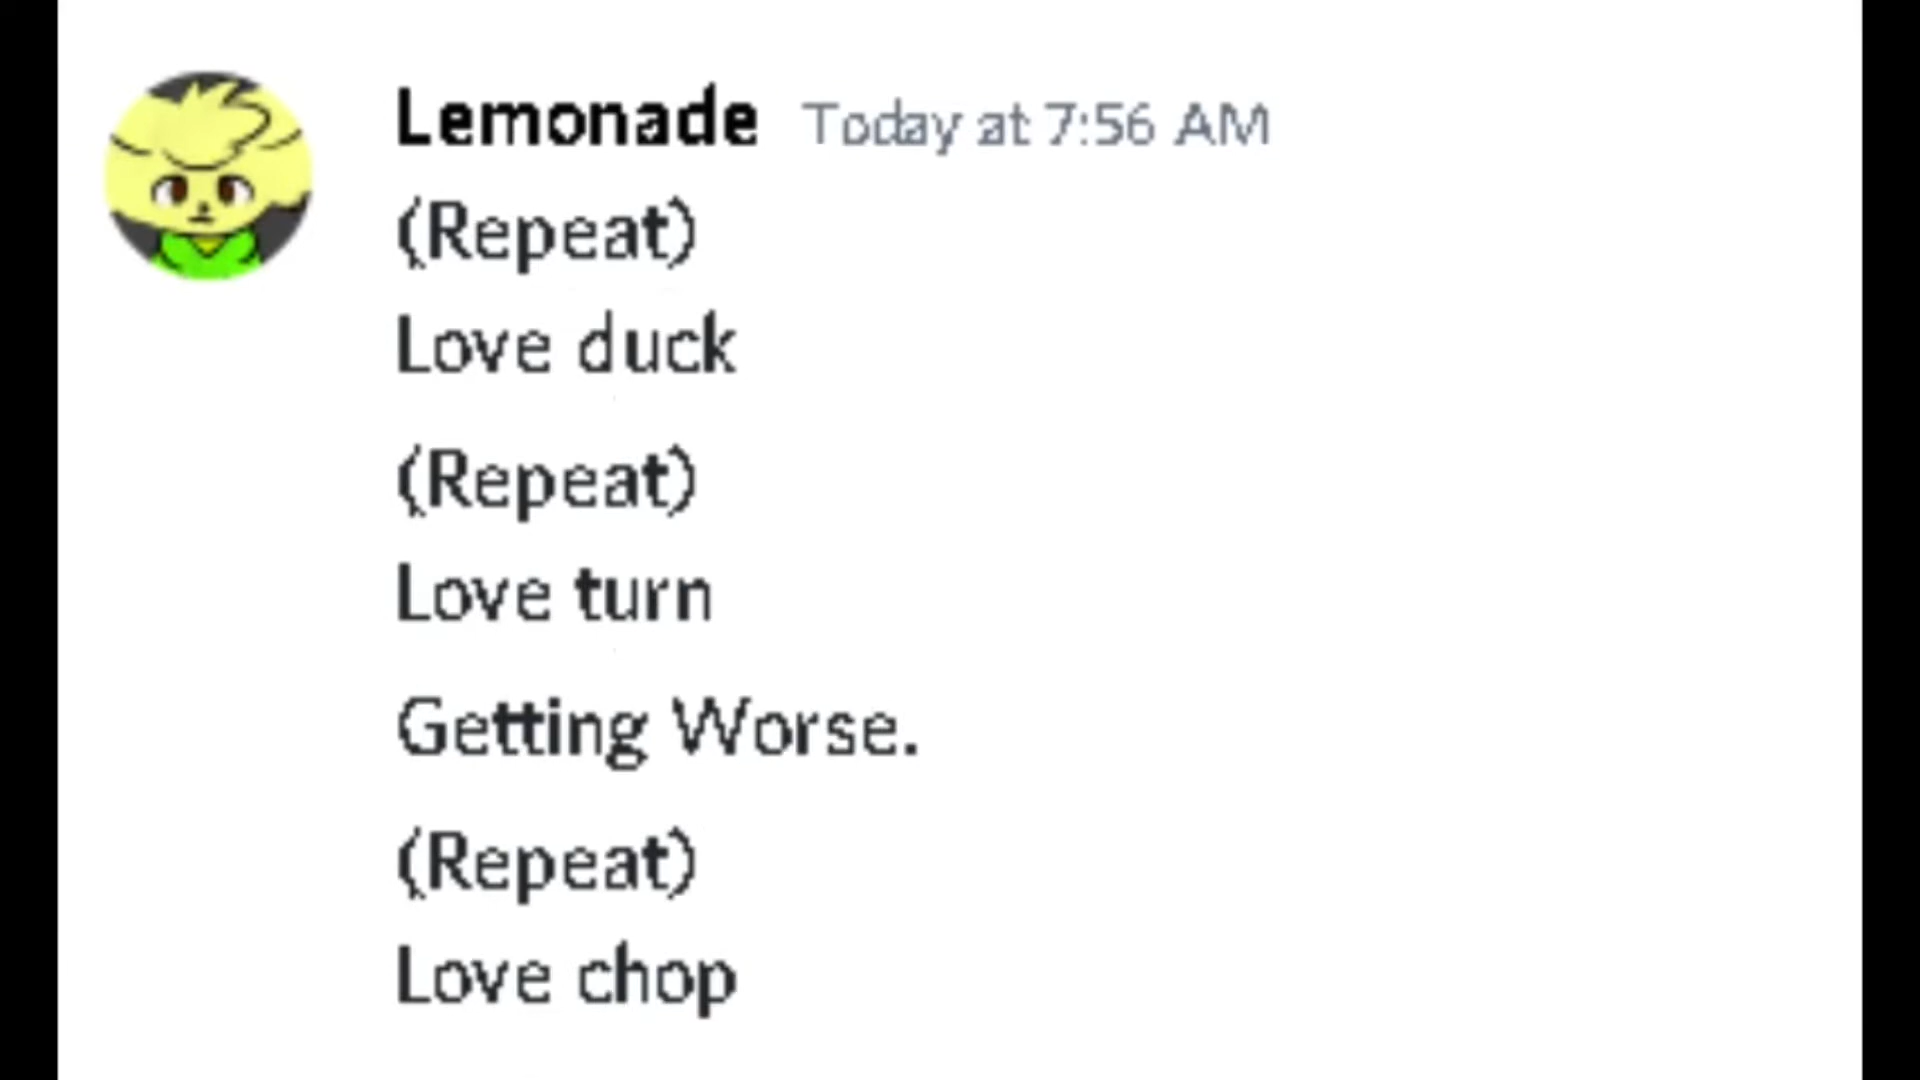 Lemonade Today at 7:56 AM
(Repeat)
Love duck
(Repeat)
Love turn
Getting Worse.
(Repeat)
Love chop